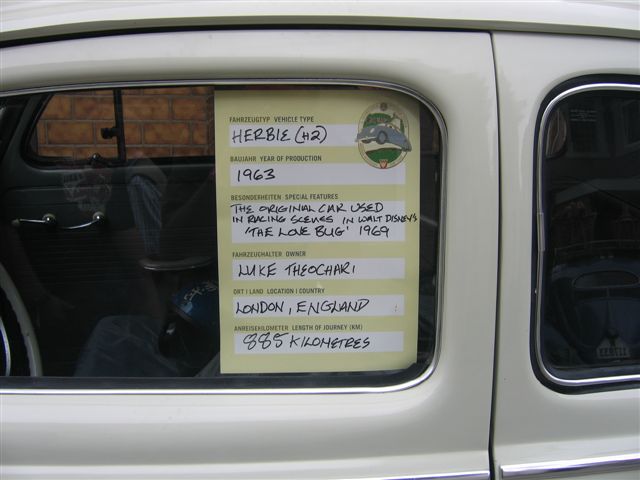 FAHRZEUGTYP VEHICLE TYPE
HERBIE (H2)
BAUJAHR YEAR OF PRODUCTION
1963
BESONDERHEITEN SPECIAL FEATURES
THE ORIGINAL CAR USED
IN RACING SCENES IN WALT DISNEY'S
'THE LOVE BUG' 1969
FAHRZEUGHALTER OWNER
LUKE THEOCHARI
ORT | LAND LOCATION | COUNTRY
LONDON, ENGLAND
ANREISEKILOMETER LENGTH OF JOURNEY (KM)
885 KILOMETRES